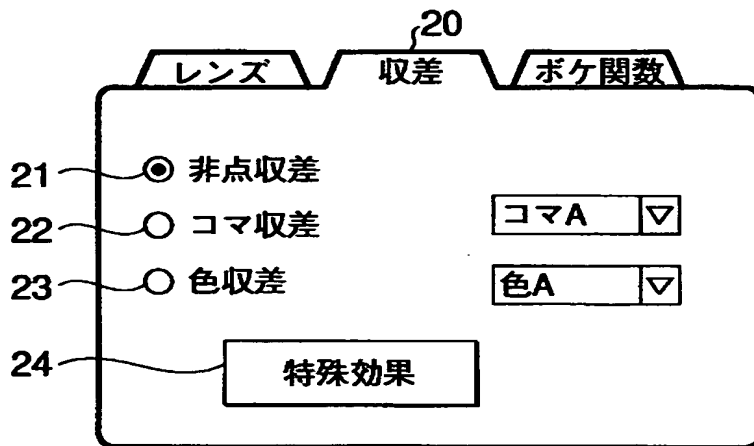 20
レンズ 収差 ボケ関数
21 非点収差
22 コマ収差 コマA
23 色収差 色A
24 特殊効果